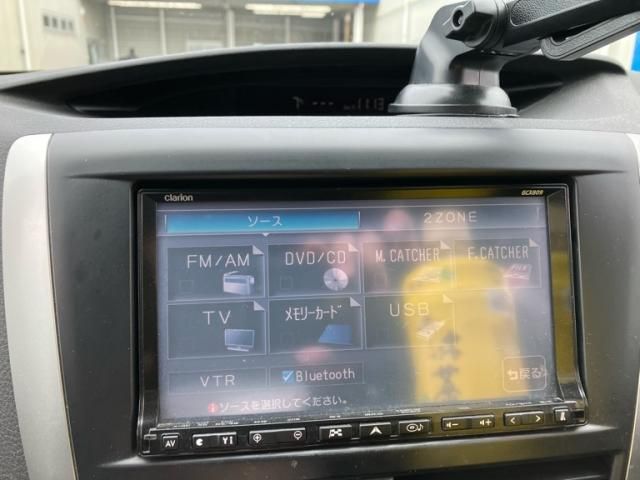 1113
clarion
GCX809
ソース
2ZONE
FM/AM
DVD/CD
M.CATCHER
F.CATCHER
TV
メモリーカード
USB
VTR
Bluetooth
戻る
ソースを選択してください。
AV